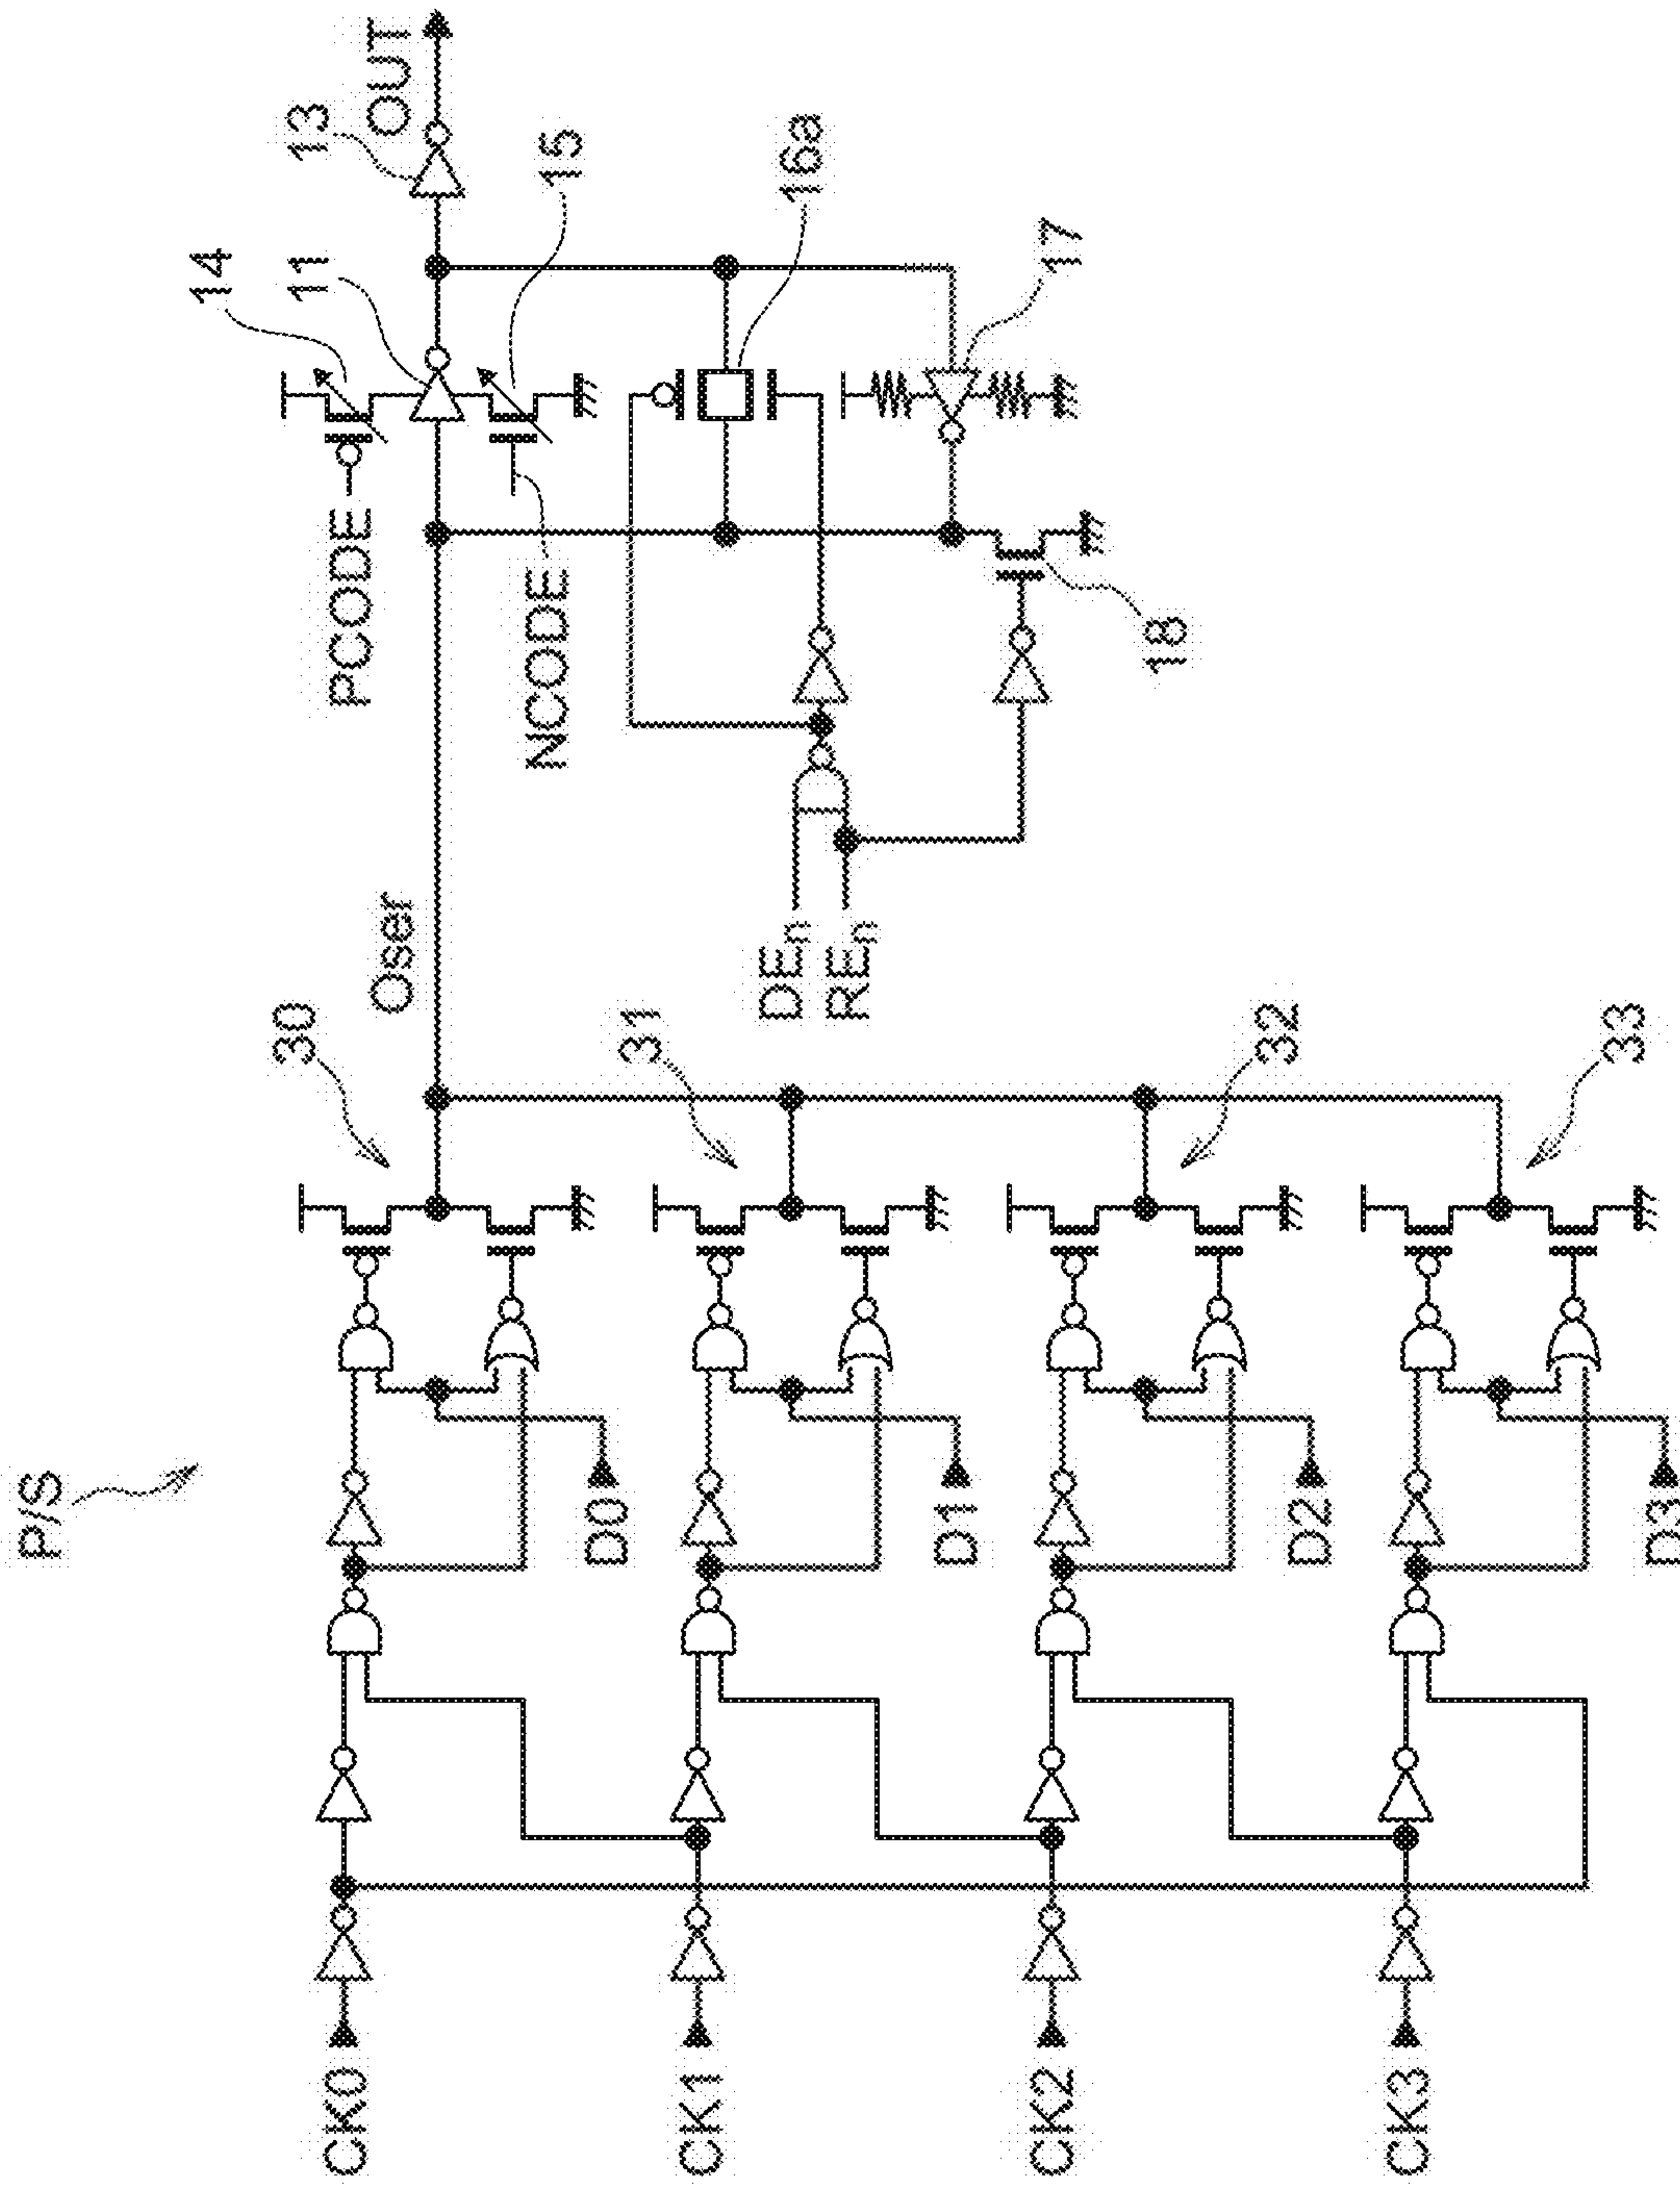 P/S
CK0
CK1
CK2
CK3
D0
D1
D2
D3
30
31
32
33
Oser
DEn
REn
PCODE
NCODE
14
11
13
OUT
15
16a
17
18